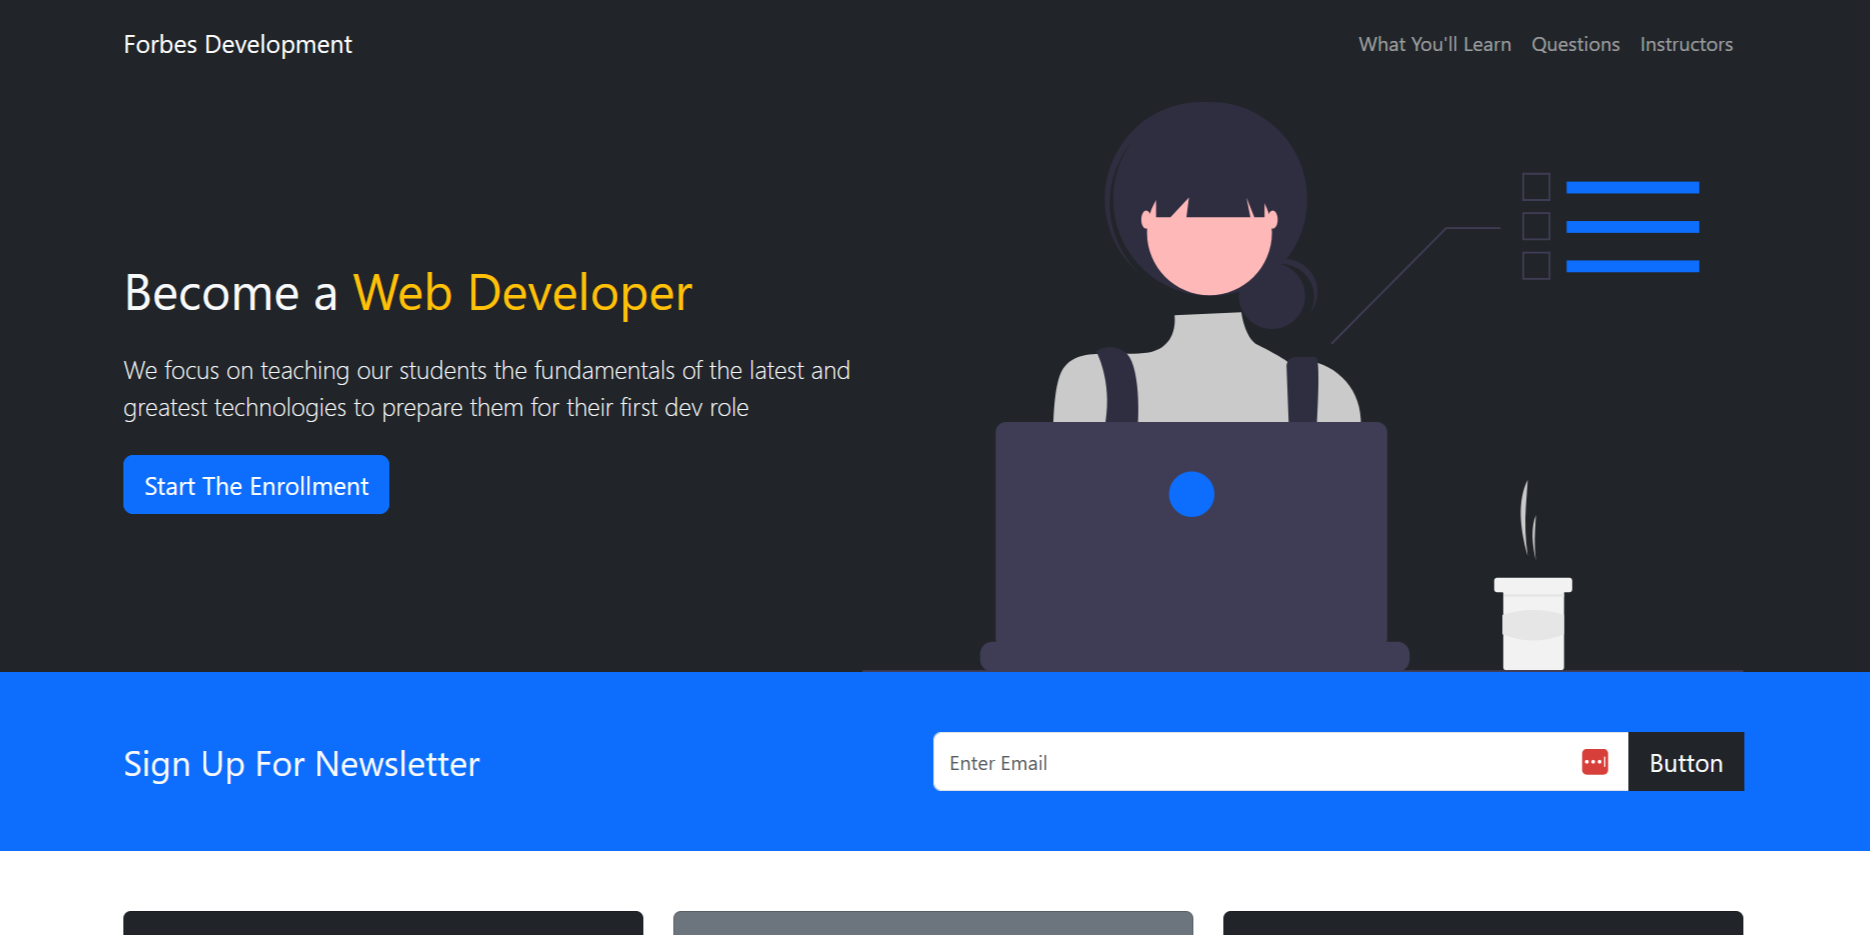 Forbes Development
What You'll Learn
Questions
Instructors
Become a Web Developer
We focus on teaching our students the fundamentals of the latest and
greatest technologies to prepare them for their first dev role
Start The Enrollment
Sign Up For Newsletter
Enter Email
Button